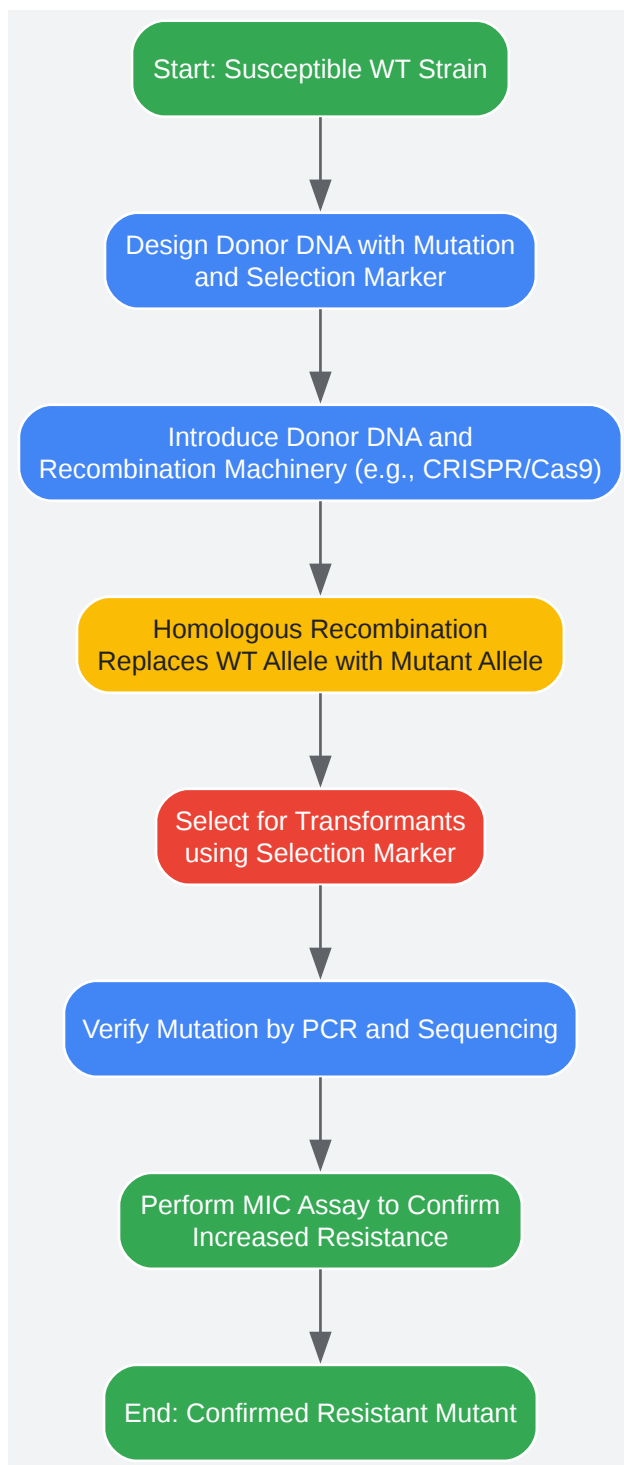 Start: Susceptible WT Strain
Design Donor DNA with Mutation
and Selection Marker
Introduce Donor DNA and
Recombination Machinery (e.g., CRISPR/Cas9)
Homologous Recombination
Replaces WT Allele with Mutant Allele
Select for Transformants
using Selection Marker
Verify Mutation by PCR and Sequencing
Perform MIC Assay to Confirm
Increased Resistance
End: Confirmed Resistant Mutant